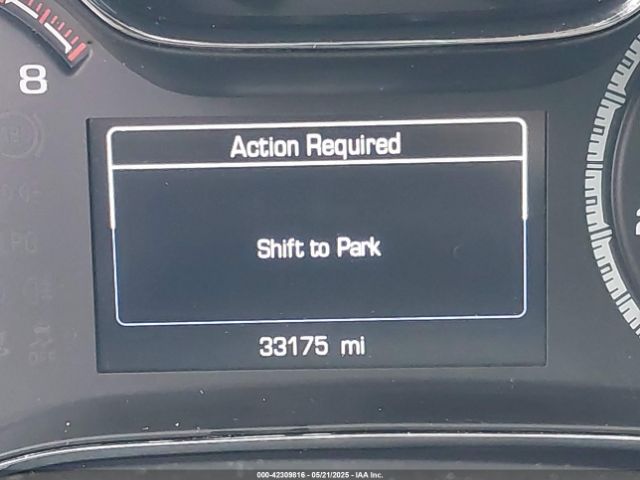 8
Action Required
Shift to Park
33175 mi
000-42309816 - 05/21/2025 - IAA Inc.